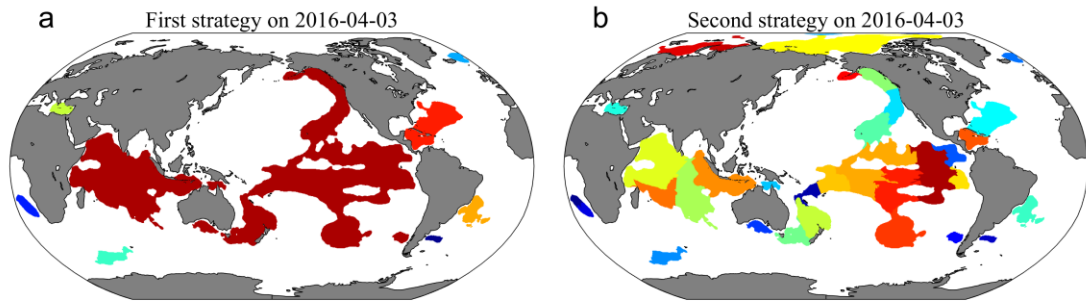 a
First strategy on 2016-04-03
b
Second strategy on 2016-04-03